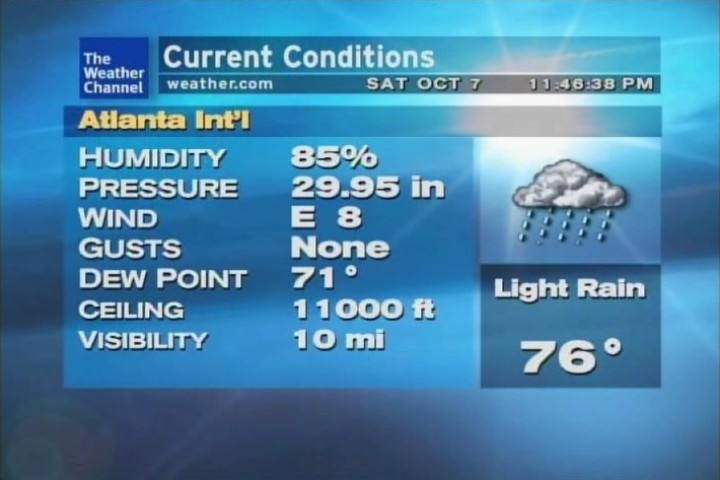 The
Weather
Channel
Current Conditions
weather.com SAT OCT 7 11:46:38 PM
Atlanta Int'l
HUMIDITY 85%
PRESSURE 29.95 in
WIND E 8
GUSTS None
DEW POINT 71°
CEILING 11000 ft
VISIBILITY 10 mi
Light Rain
76°